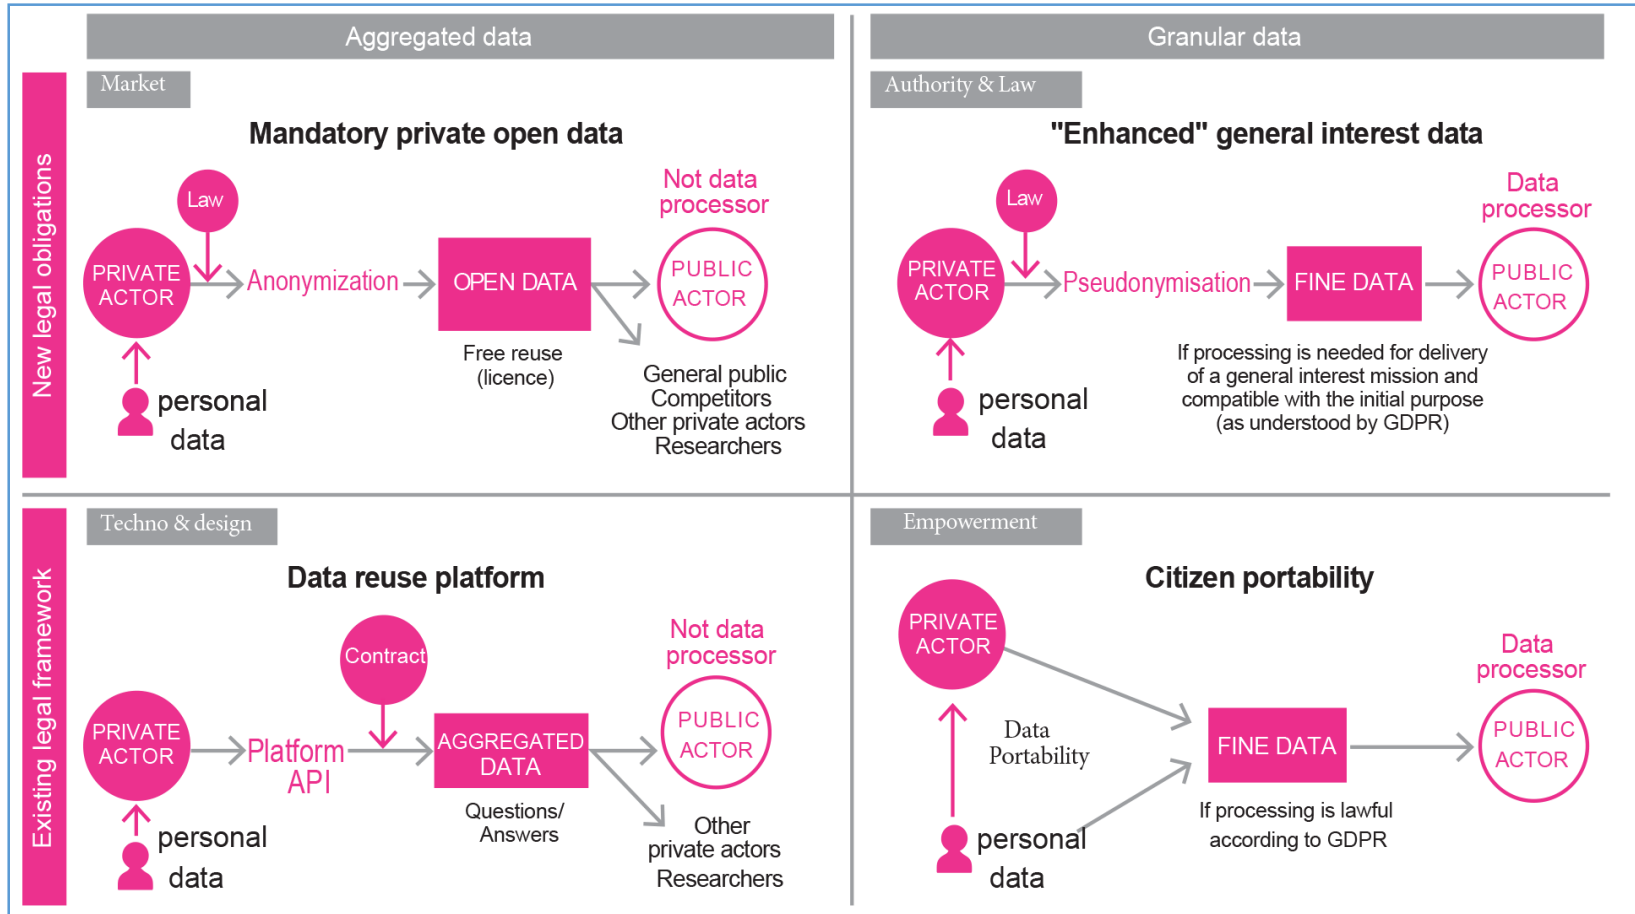 Aggregated data
Granular data
New legal obligations
Market
Mandatory private open data
Law
PRIVATE
ACTOR
Anonymization
OPEN DATA
Free reuse
(licence)
Not data
processor
PUBLIC
ACTOR
General public
Competitors
Other private actors
Researchers
personal
data
Authority & Law
"Enhanced" general interest data
Law
PRIVATE
ACTOR
Pseudonymisation
FINE DATA
Data
processor
PUBLIC
ACTOR
If processing is needed for delivery
of a general interest mission and
compatible with the initial purpose
(as understood by GDPR)
personal
data
Existing legal framework
Techno & design
Data reuse platform
Contract
PRIVATE
ACTOR
Platform
API
AGGREGATED
DATA
Questions/
Answers
Not data
processor
PUBLIC
ACTOR
Other
private actors
Researchers
personal
data
Empowerment
Citizen portability
PRIVATE
ACTOR
Data
Portability
FINE DATA
If processing is lawful
according to GDPR
Data
processor
PUBLIC
ACTOR
personal
data